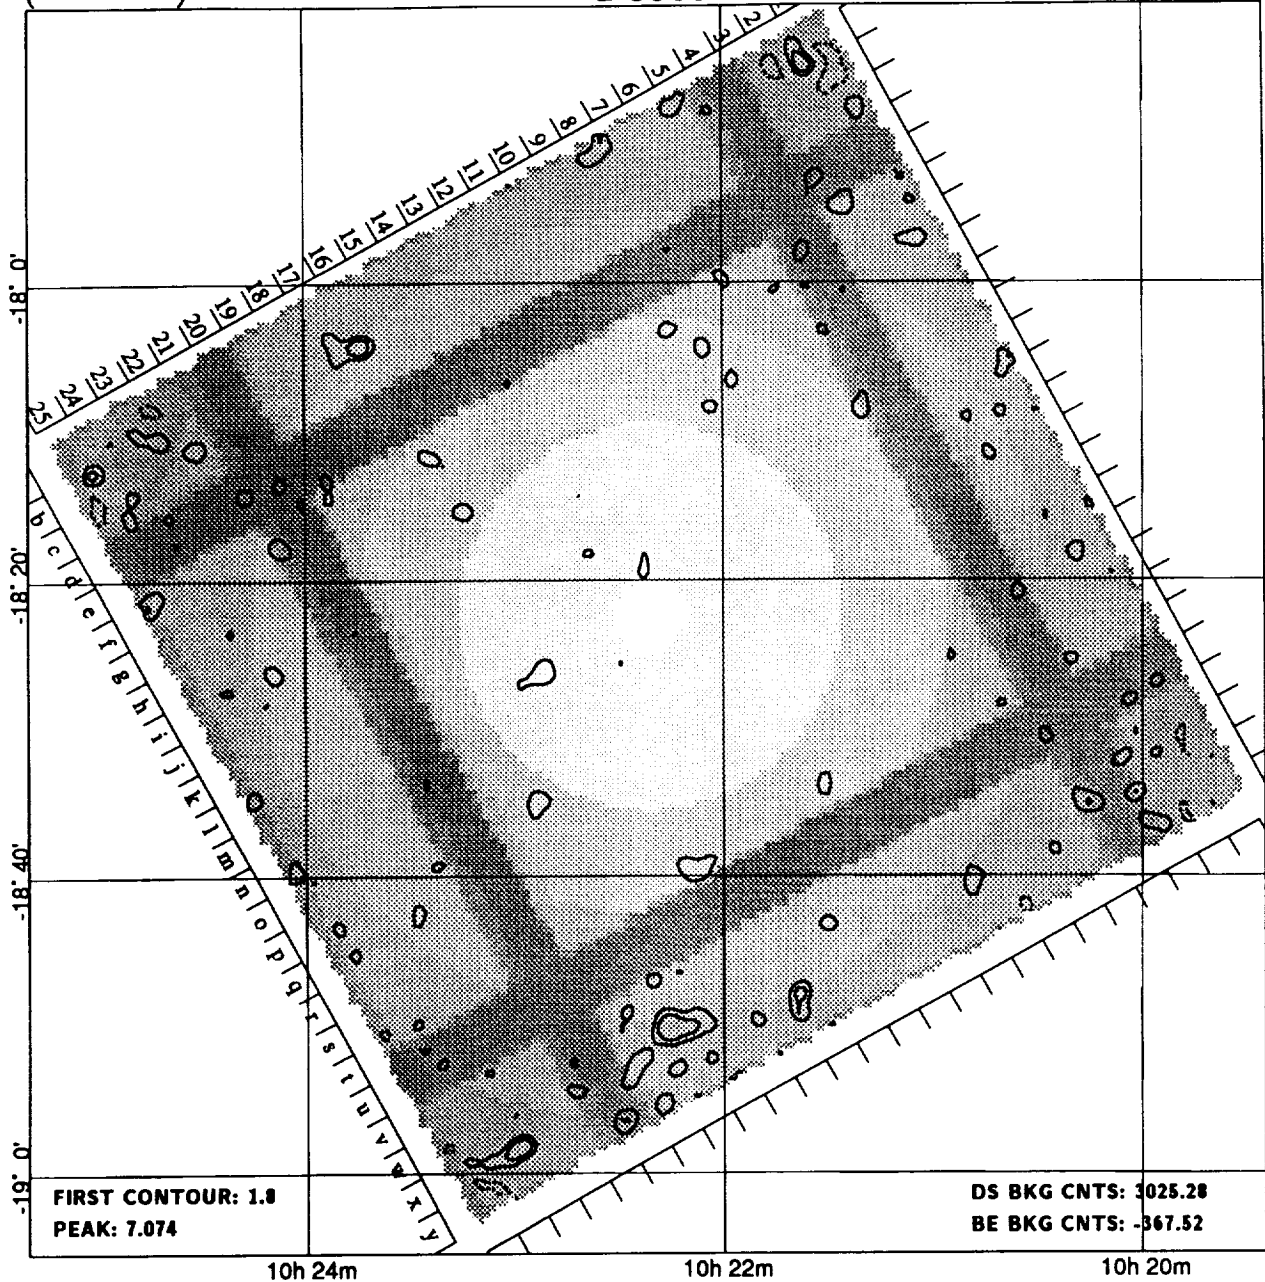 2 3 4 5 6 7 8 9 10 11 12 13 14 15 16 17 18 19 20 21 22 23 24 25
-18° 0'
-18° 20'
-18° 40'
-19° 0'
b c d e f g h i j k l m n o p q r s t u v w x y
FIRST CONTOUR: 1.8
PEAK: 7.074
DS BKG CNTS: 3025.28
BE BKG CNTS: -367.52
10h 24m 10h 22m 10h 20m